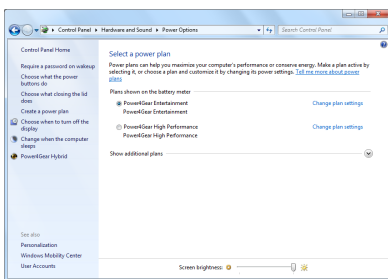 Control Panel
Hardware and Sound
Power Options
Search Control Panel
Control Panel Home
Require a password on wakeup
Choose what the power
buttons do
Choose what closing the lid
does
Create a power plan
Choose when to turn off the
display
Change when the computer
sleeps
Power4Gear Hybrid
Select a power plan
Power plans can help you maximize your computer's performance or conserve energy. Make a plan active by
selecting it, or choose a plan and customize it by changing its power settings. Tell me more about power
plans
Plans shown on the battery meter
Power4Gear Entertainment Change plan settings
Power4Gear Entertainment
Power4Gear High Performance Change plan settings
Power4Gear High Performance
Show additional plans
See also
Personalization
Windows Mobility Center
User Accounts
Screen brightness: